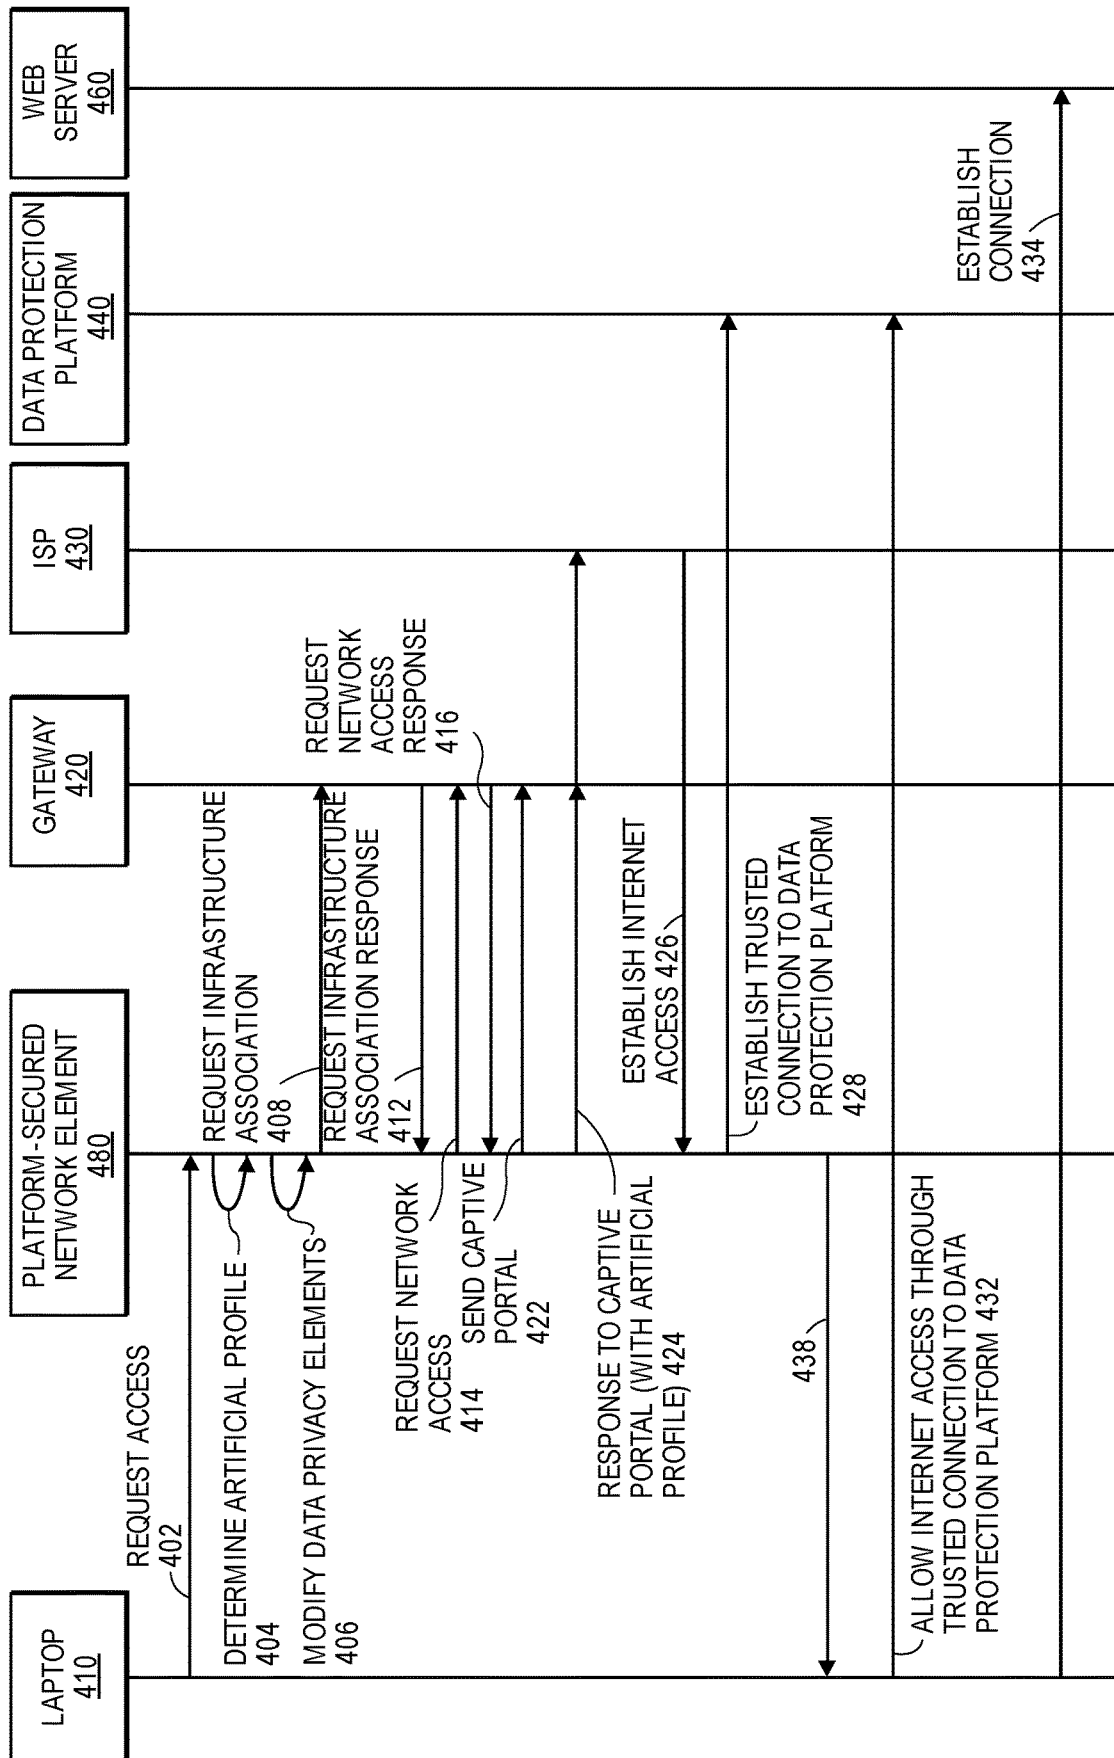 LAPTOP
410
PLATFORM-SECURED
NETWORK ELEMENT
480
GATEWAY
420
ISP
430
DATA PROTECTION
PLATFORM
440
WEB
SERVER
460
REQUEST ACCESS
402
DETERMINE ARTIFICIAL PROFILE
404
MODIFY DATA PRIVACY ELEMENTS
406
REQUEST INFRASTRUCTURE
ASSOCIATION
408
REQUEST INFRASTRUCTURE
ASSOCIATION RESPONSE
412
REQUEST NETWORK
ACCESS
414
REQUEST
NETWORK
ACCESS
RESPONSE
416
SEND CAPTIVE
PORTAL
422
RESPONSE TO CAPTIVE
PORTAL (WITH ARTIFICIAL
PROFILE) 424
ESTABLISH INTERNET
ACCESS 426
ESTABLISH TRUSTED
CONNECTION TO DATA
PROTECTION PLATFORM
428
438
ALLOW INTERNET ACCESS THROUGH
TRUSTED CONNECTION TO DATA
PROTECTION PLATFORM 432
ESTABLISH
CONNECTION
434